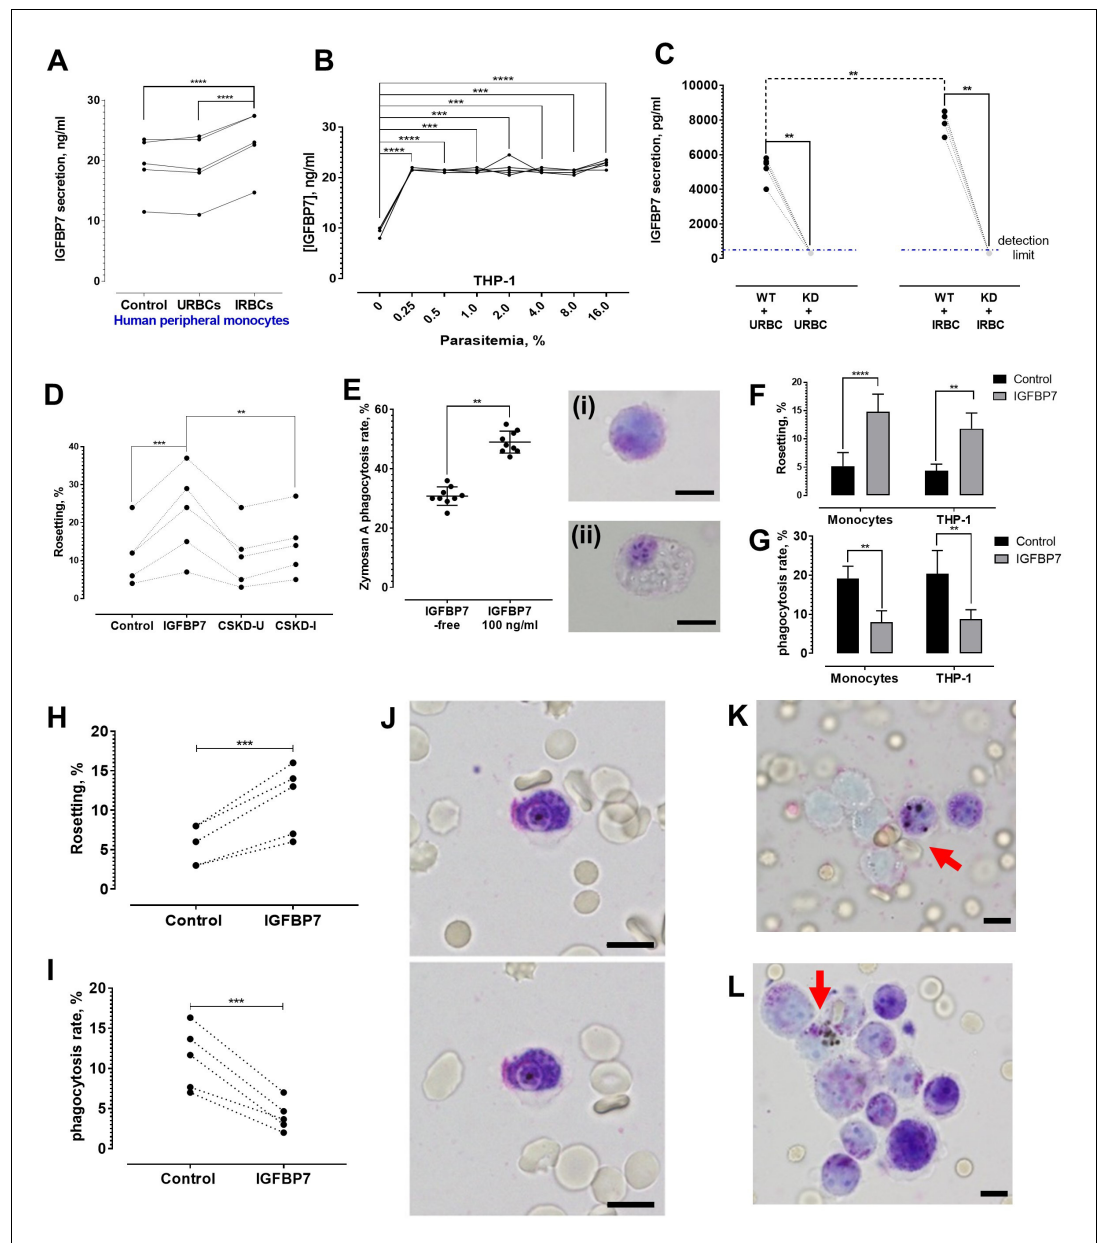 A
IGFBP7 secretion, ng/ml
30
20
10
0
****
****
Control URBCs IRBCs
Human peripheral monocytes
B
[IGFBP7], ng/ml
30
20
10
0
****
***
***
***
***
****
****
THP-1
0 0.25 0.5 1.0 2.0 4.0 8.0 16.0
Parasitemia, %
C
IGFBP7 secretion, pg/ml
10000
8000
6000
4000
2000
0
**
**
**
detection
limit
WT + URBC
KD + URBC
WT + IRBC
KD + IRBC
D
Rosetting, %
40
30
20
10
0
***
**
Control IGFBP7 CSKD-U CSKD-I
E
Zymosan A phagocytosis rate, %
60
40
20
0
**
IGFBP7 -free
IGFBP7 100 ng/ml
(i)
(ii)
F
Rosetting, %
20
15
10
5
0
****
**
Control
IGFBP7
Monocytes THP-1
G
phagocytosis rate, %
30
20
10
0
**
**
Control
IGFBP7
Monocytes THP-1
H
Rosetting, %
20
15
10
5
0
***
Control IGFBP7
I
phagocytosis rate, %
20
15
10
5
0
***
Control IGFBP7
J
K
L